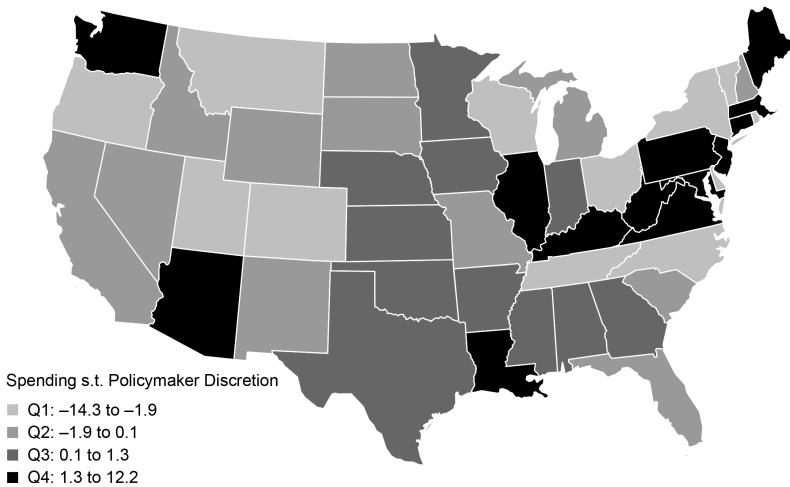 Spending s.t. Policymaker Discretion
Q1: –14.3 to –1.9
Q2: –1.9 to 0.1
Q3: 0.1 to 1.3
Q4: 1.3 to 12.2